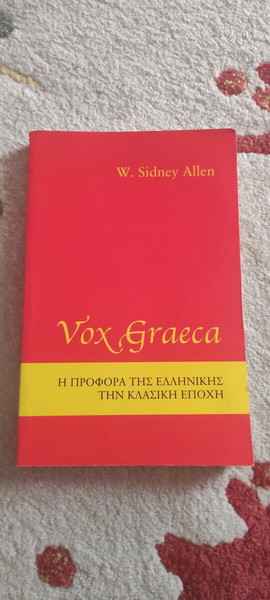 W. Sidney Allen
Vox Graeca
Η ΠΡΟΦΟΡΑ ΤΗΣ ΕΛΛΗΝΙΚΗΣ
ΤΗΝ ΚΛΑΣΙΚΗ ΕΠΟΧΗ